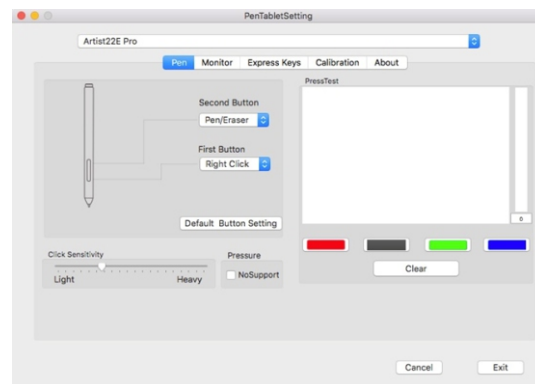 PenTabletSetting
Artist22E Pro
Pen Monitor Express Keys Calibration About
Second Button
Pen/Eraser
First Button
Right Click
Default Button Setting
Click Sensitivity
Light Heavy
Pressure
NoSupport
PressTest
0
Clear
Cancel Exit